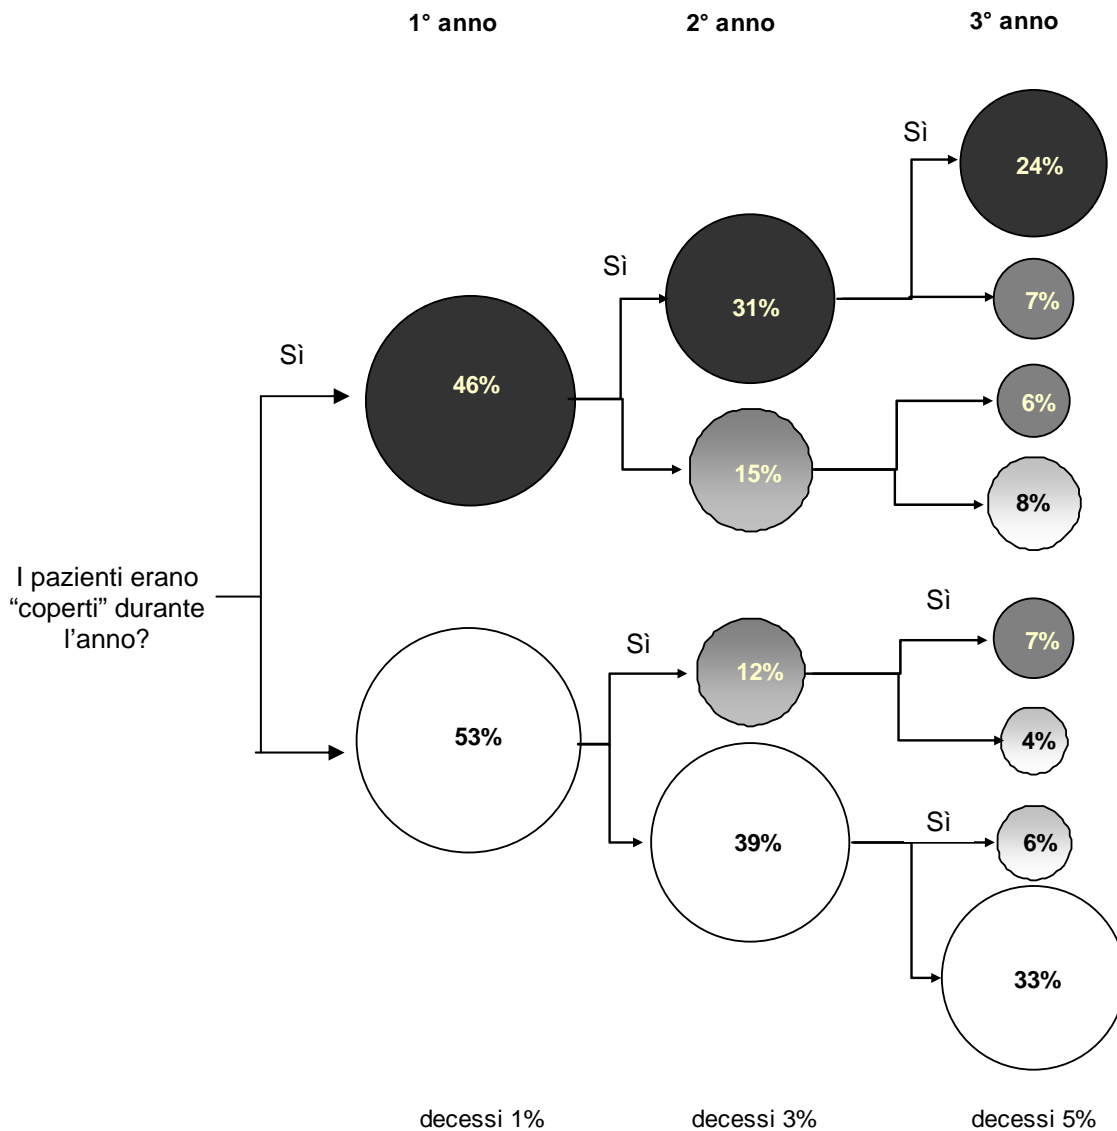 1° anno
2° anno
3° anno
Sì
24%
Sì
31%
7%
Sì
46%
6%
15%
8%
I pazienti erano
“coperti” durante
l’anno?
Sì
7%
Sì
12%
4%
53%
Sì
6%
39%
33%
decessi 1%
decessi 3%
decessi 5%